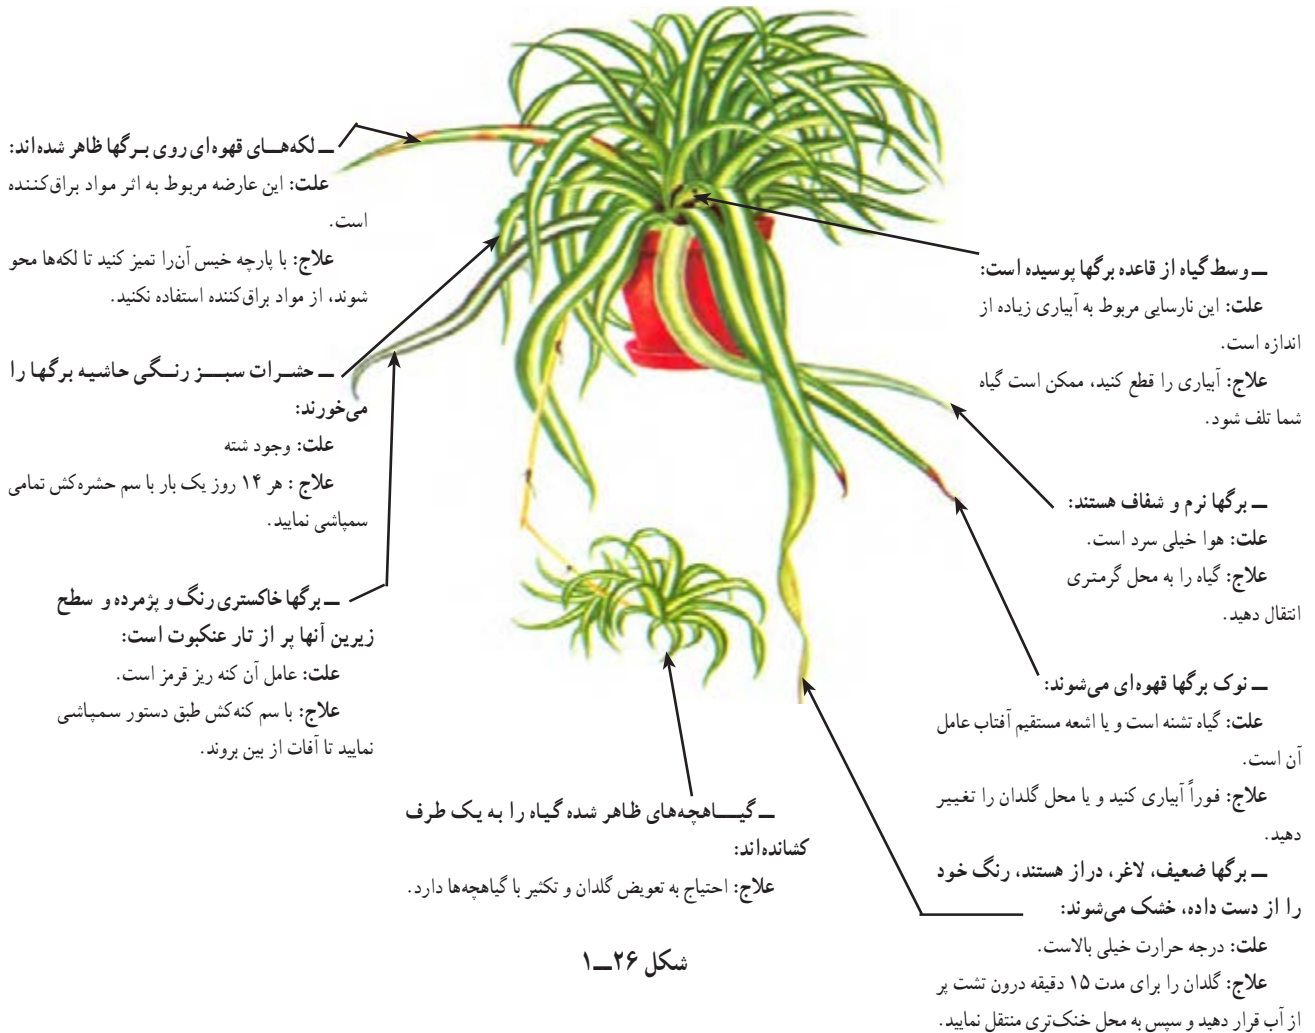 ــ وسط گیاه از قاعده برگها پوسیده است:
علت: این نارسایی مربوط به آبیاری زیاده از
اندازه است.
علاج: آبیاری را قطع کنید، ممکن است گیاه
شما تلف شود.
ــ برگها نرم و شفاف هستند:
علت: هوا خیلی سرد است.
علاج: گیاه را به محل گرمتری
انتقال دهید.
ــ نوک برگها قهوه‌ای می‌شوند:
علت: گیاه تشنه است و یا اشعه مستقیم آفتاب عامل
آن است.
علاج: فوراً آبیاری کنید و یا محل گلدان را تغییر
دهید.
ــ برگها ضعیف، لاغر، دراز هستند، رنگ خود
را از دست داده، خشک می‌شوند:
علت: درجه حرارت خیلی بالاست.
علاج: گلدان را برای مدت ۱۵ دقیقه درون تشت پر
از آب قرار دهید و سپس به محل خنک‌تری منتقل نمایید.
ــ لکه‌هـای قهوه‌ای روی بـرگها ظاهر شده‌اند:
علت: این عارضه مربوط به اثر مواد براق‌کننده
است.
علاج: با پارچه خیس آن‌را تمیز کنید تا لکه‌ها محو
شوند، از مواد براق‌کننده استفاده نکنید.
ــ حشـرات سبـز رنـگی حاشیه برگها را
می‌خورند:
علت: وجود شته
علاج : هر ۱۴ روز یک بار با سم حشره‌کش تمامی
سمپاشی نمایید.
ــ برگها خاکستری رنگ و پژمرده و سطح
زیرین آنها پر از تار عنکبوت است:
علت: عامل آن کنه ریز قرمز است.
علاج: با سم کنه‌کش طبق دستور سمپاشی
نمایید تا آفات از بین بروند.
ــ گیـاهچه‌های ظاهر شده گیاه را به یک طرف
کشانده‌اند:
علاج: احتیاج به تعویض گلدان و تکثیر با گیاهچه‌ها دارد.
شکل ۲۶ــ۱